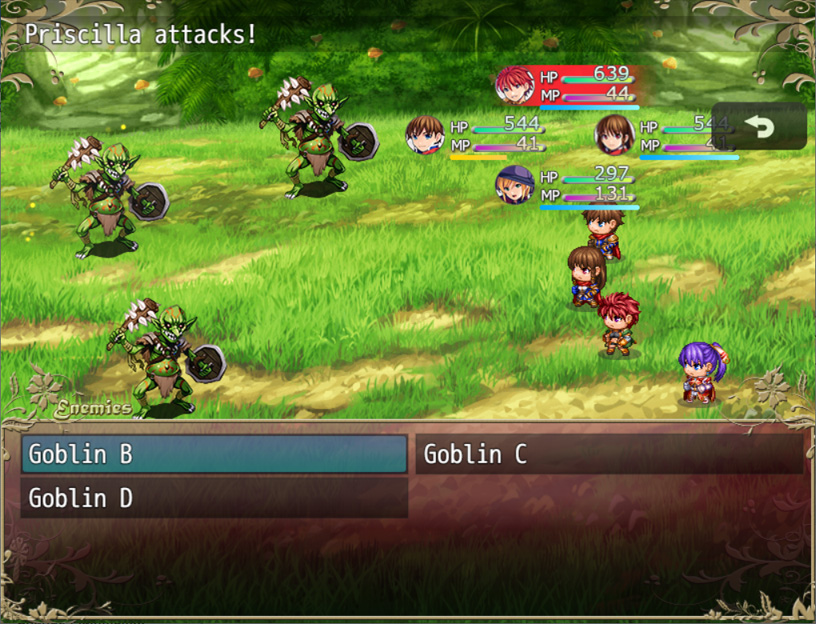 Priscilla attacks!
HP 639
MP 44
HP 544
MP 41
HP 54
MP 4
HP 297
MP 131
Enemies
Goblin B
Goblin C
Goblin D